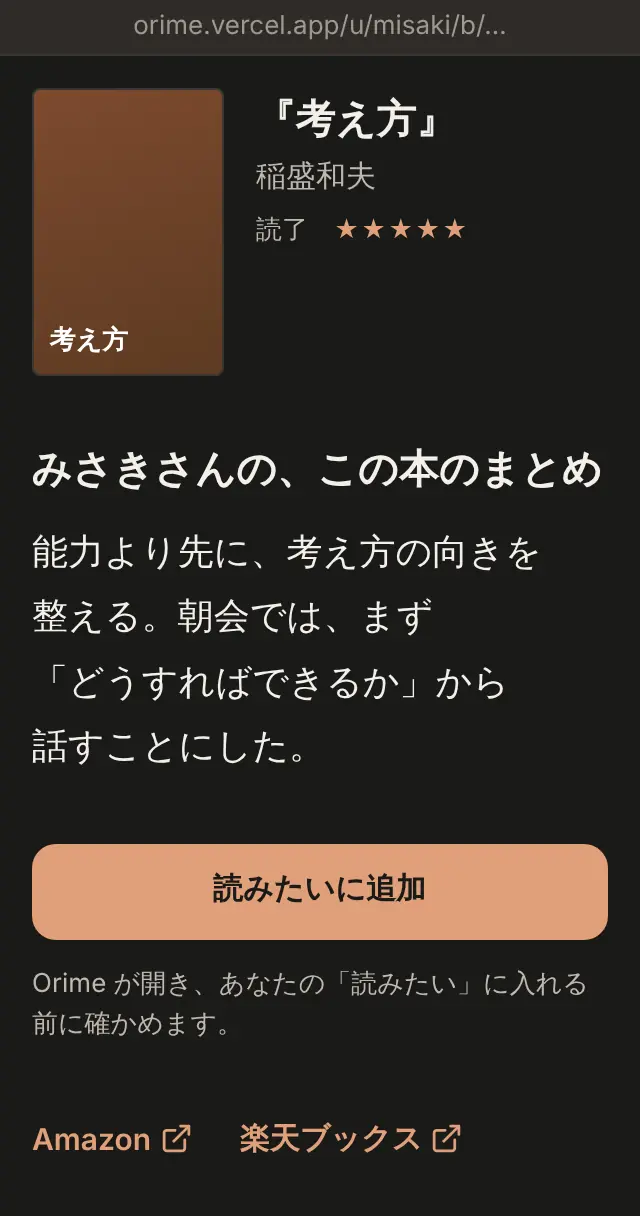 orime.vercel.app/u/misaki/b/...
考え方
『考え方』
稲盛和夫
読了 ★★★★★
みさきさんの、この本のまとめ
能力より先に、考え方の向きを
整える。朝会では、まず
「どうすればできるか」から
話すことにした。
読みたいに追加
Orime が開き、あなたの「読みたい」に入れる
前に確かめます。
Amazon 楽天ブックス